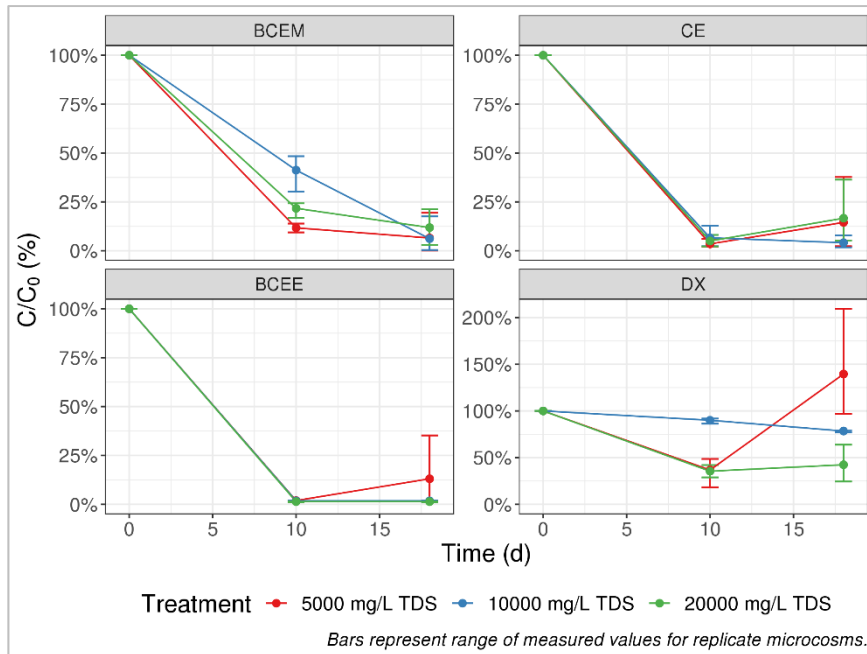 BCEM
CE
100%
75%
50%
25%
0%
100%
75%
50%
25%
0%
BCEE
DX
100%
75%
50%
25%
0%
200%
150%
100%
50%
0%
0 5 10 15
0 5 10 15
C/C₀ (%)
Time (d)
Treatment 5000 mg/L TDS 10000 mg/L TDS 20000 mg/L TDS
Bars represent range of measured values for replicate microcosms.